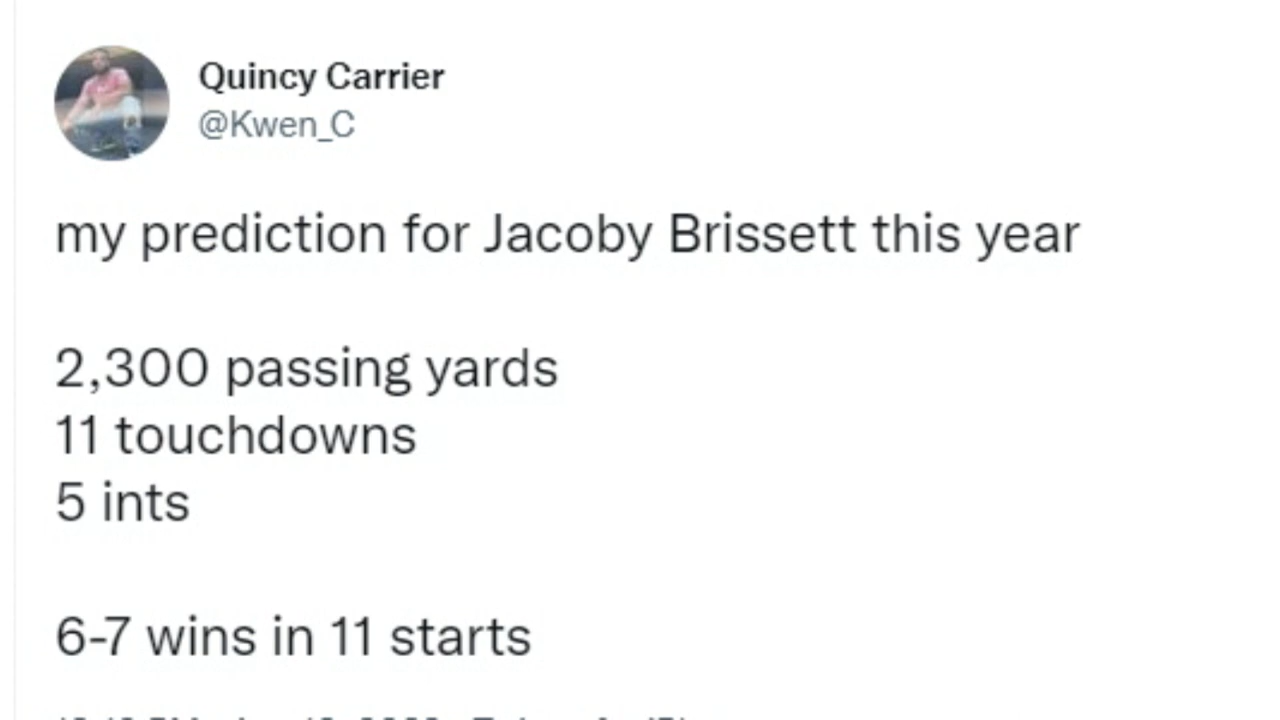 Quincy Carrier
@Kwen_C
my prediction for Jacoby Brissett this year
2,300 passing yards
11 touchdowns
5 ints
6-7 wins in 11 starts